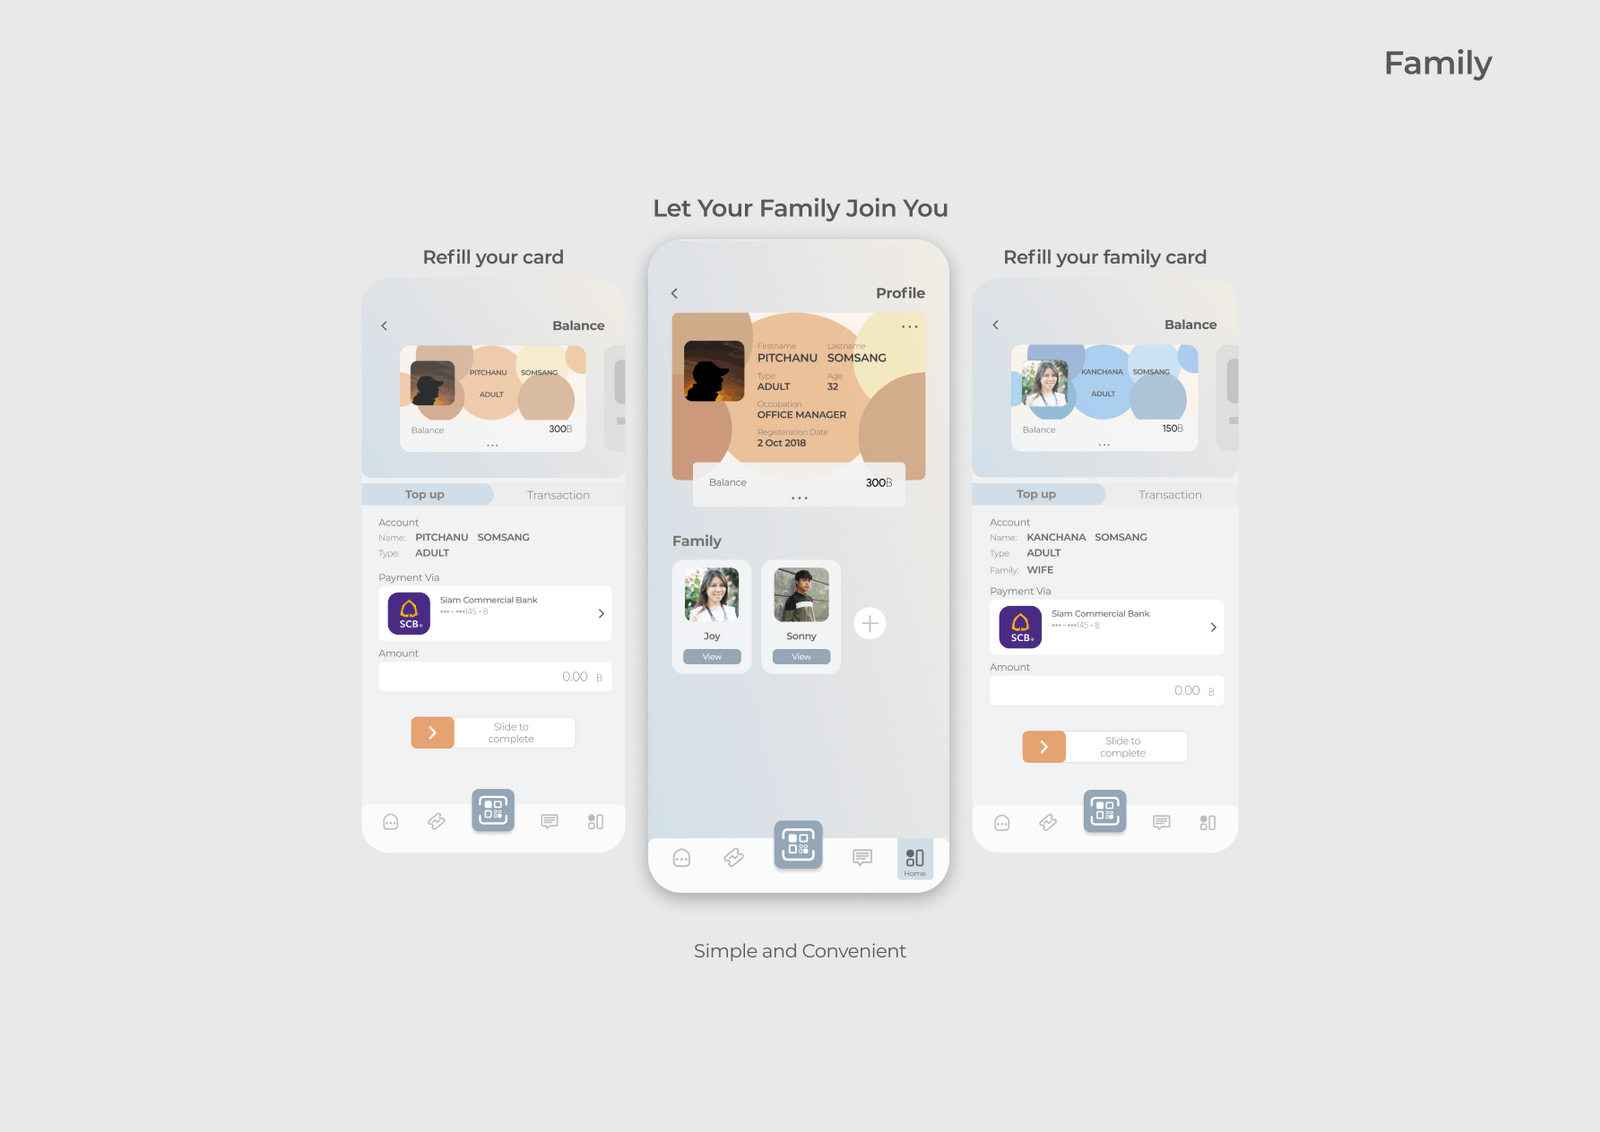 Family
Let Your Family Join You
Refill your card
Balance
PITCHANU SOMSANG
ADULT
Balance 300B
Top up Transaction
Account
Name: PITCHANU SOMSANG
Type: ADULT
Payment Via
Siam Commercial Bank
••• - •••145 - 8
SCB
Amount
0.00 B
Slide to
complete
Profile
Firstname Lastname
PITCHANU SOMSANG
Type Age
ADULT 32
Occupation
OFFICE MANAGER
Registeration Date
2 Oct 2018
Balance 300B
Family
Joy Sonny
View View
Home
Refill your family card
Balance
KANCHANA SOMSANG
ADULT
Balance 150B
Top up Transaction
Account
Name: KANCHANA SOMSANG
Type: ADULT
Family: WIFE
Payment Via
Siam Commercial Bank
••• - •••145 - 8
SCB
Amount
0.00 B
Slide to
complete
Simple and Convenient